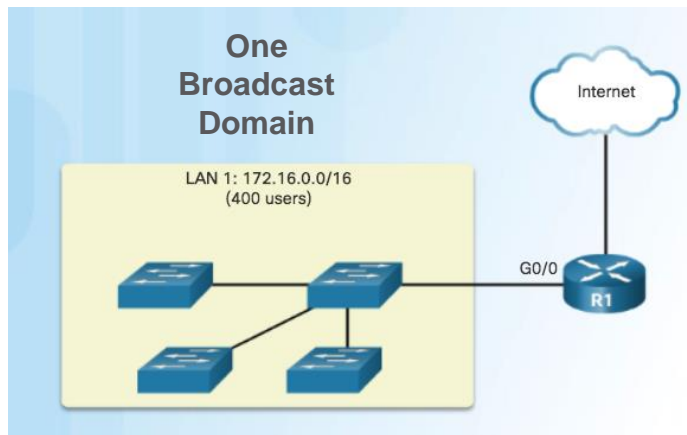 One
Broadcast
Domain
Internet
LAN 1: 172.16.0.0/16
(400 users)
G0/0
R1